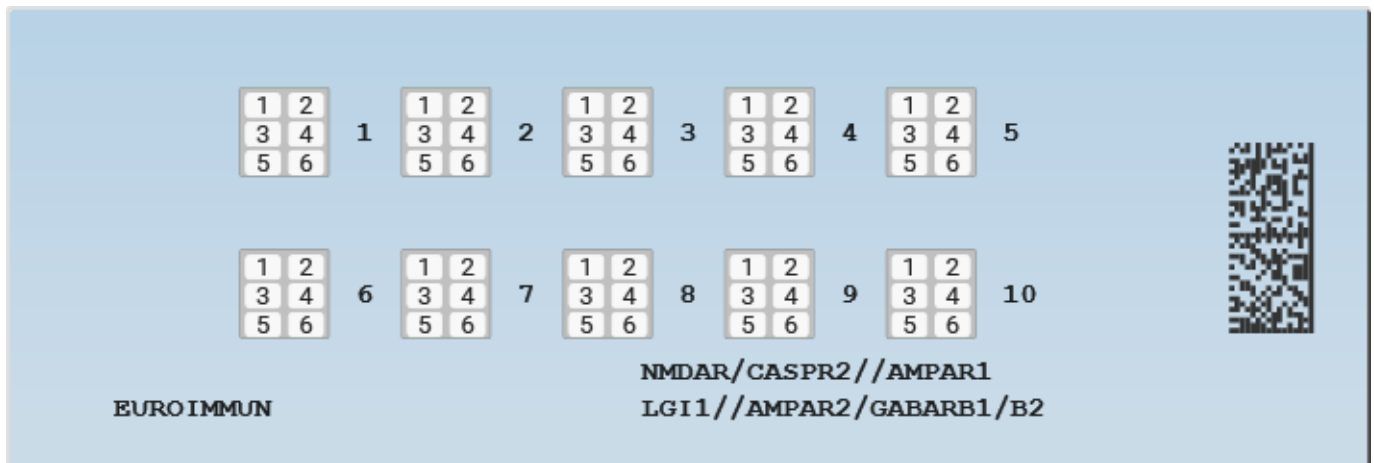 1 2 1 2 1 2 1 2 1 2
3 4 1 3 4 2 3 4 3 3 4 4 3 4 5
5 6 5 6 5 6 5 6 5 6
1 2 1 2 1 2 1 2 1 2
3 4 6 3 4 7 3 4 8 3 4 9 3 4 10
5 6 5 6 5 6 5 6 5 6
NMDAR/CASPR2//AMPAR1
EUROIMMUN LGI1//AMPAR2/GABARB1/B2